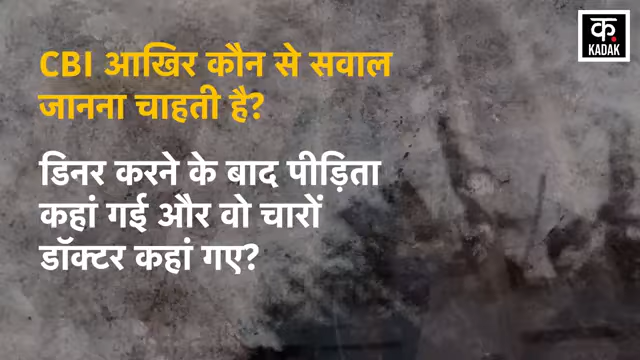 क.
KADAK
CBI आखिर कौन से सवाल
जानना चाहती है?
डिनर करने के बाद पीड़िता
कहां गई और वो चारों
डॉक्टर कहां गए?